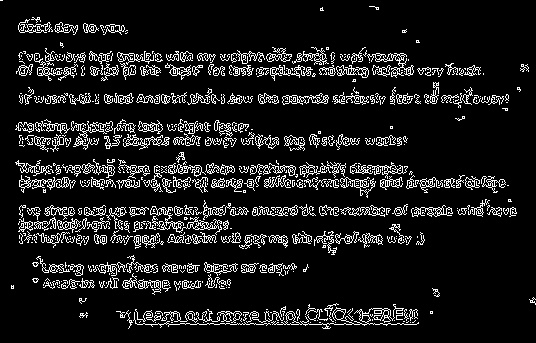 Good day to you,
I've always had trouble with my weight ever since I was young.
Of course I tried all the "best" fat loss products, nothing helped very much.
It wasn't till I tried Anatrim that I saw the pounds seriously start to melt away!
Nothing helped me lose weight faster,
I literally saw 15 pounds melt away within the first few weeks!
There's nothing more exciting than watching pounds disappear,
especially when you've tried all sorts of different methods and products before.
I've since read up on Anatrim and am amazed at the number of people who have
benefited from its amazing results.
I'm halfway to my goal, Anatrim will get me the rest of the way ;)
* Losing weight has never been so easy!
* Anatrim will change your life!
Learn out more info! CLICK HERE!!